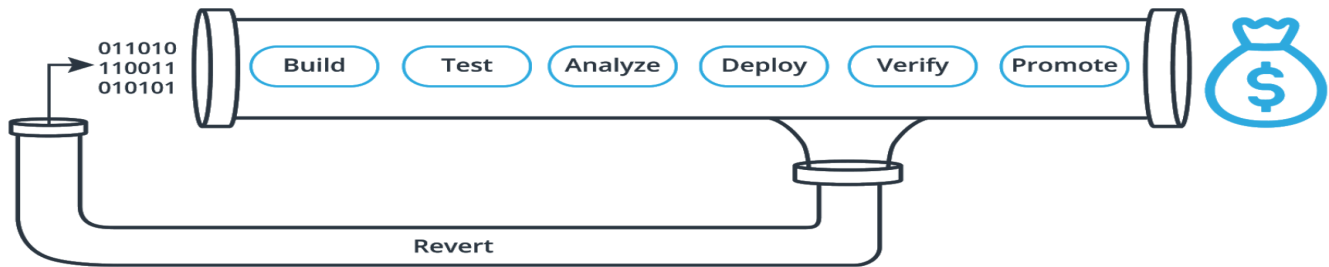 011010
110011
010101
Build Test Analyze Deploy Verify Promote
$
Revert